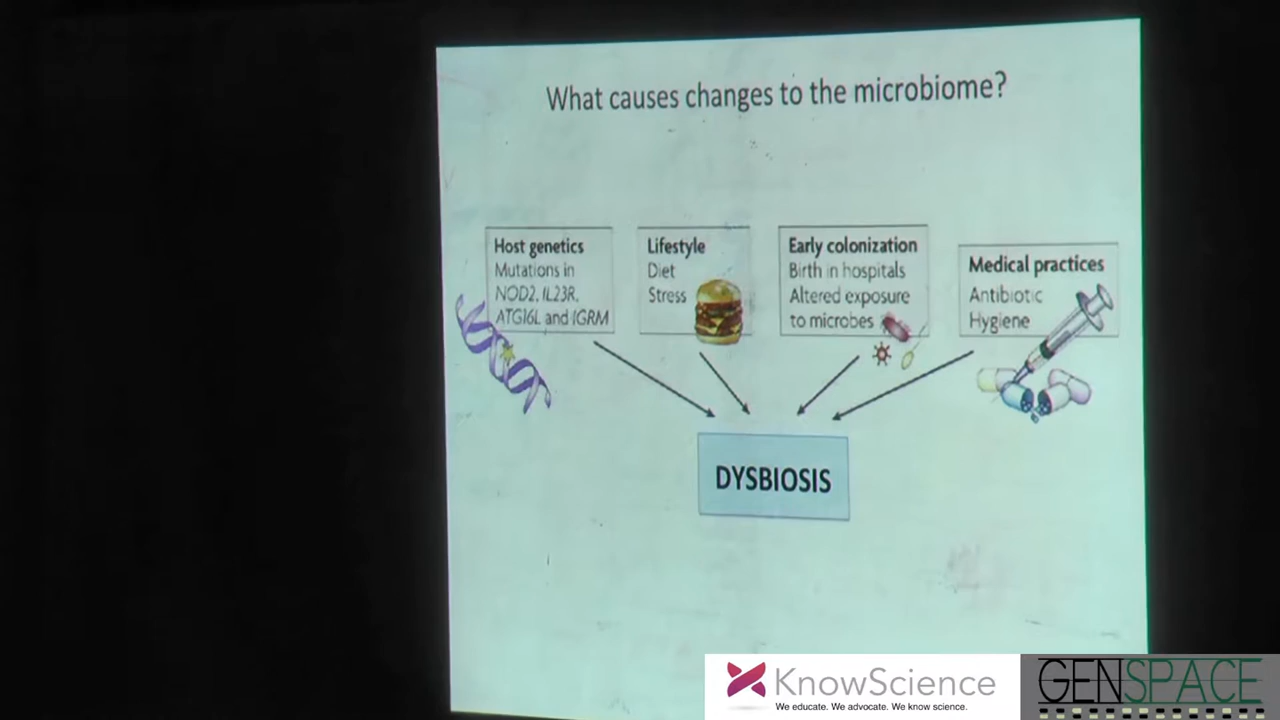 What causes changes to the microbiome?
Host genetics
Mutations in
NOD2, IL23R,
ATG16L and IGRM
Lifestyle
Diet
Stress
Early colonization
Birth in hospitals
Altered exposure
to microbes
Medical practices
Antibiotic
Hygiene
DYSBIOSIS
KnowScience
We educate. We advocate. We know science.
GENSPACE